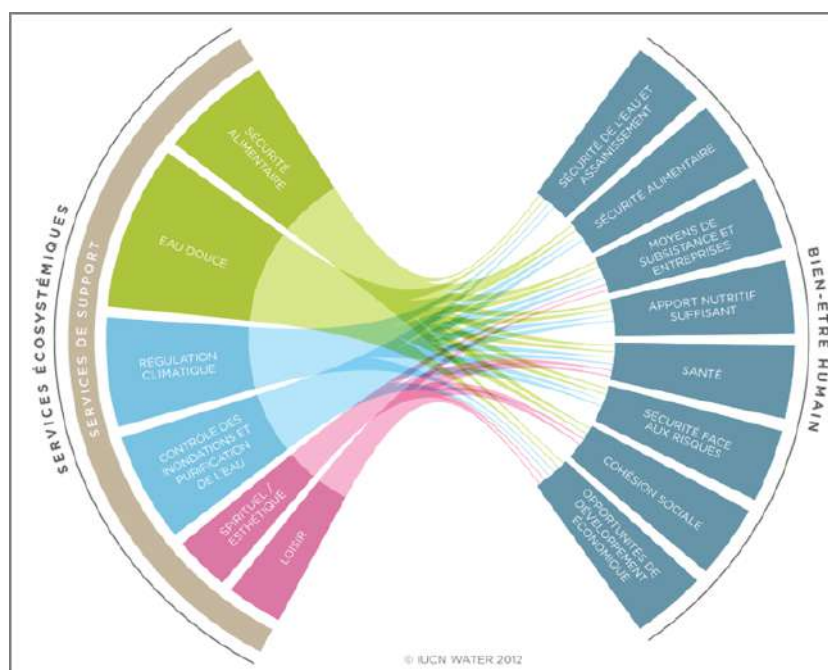 SERVICES ÉCOSYSTÉMIQUES
SERVICES DE SUPPORT
SÉCURITÉ
ALIMENTAIRE
EAU DOUCE
RÉGULATION
CLIMATIQUE
CONTRÔLE DES
INONDATIONS ET
PURIFICATION
DE L'EAU
SPIRITUEL /
ESTHÉTIQUE
LOISIR
SÉCURITÉ DE L'EAU ET
ASSAINISSEMENT
SÉCURITÉ ALIMENTAIRE
MOYENS DE
SUBSISTANCE ET
ENTREPRISES
APPORT NUTRITIF
SUFFISANT
SANTÉ
SÉCURITÉ FACE
AUX RISQUES
COHÉSION SOCIALE
OPPORTUNITÉS DE
DÉVELOPPEMENT
ÉCONOMIQUE
BIEN-ÊTRE HUMAIN
© IUCN WATER 2012